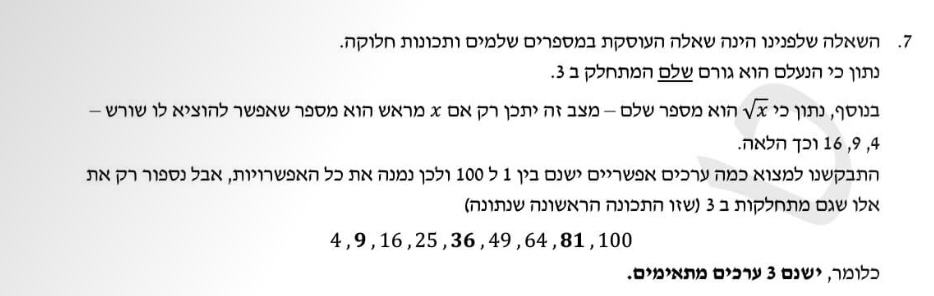 7. השאלה שלפנינו הינה שאלה העוסקת במספרים שלמים ותכונות חלוקה.
נתון כי הנעלם הוא גורם שלם המתחלק ב 3.
בנוסף, נתון כי √x הוא מספר שלם – מצב זה יתכן רק אם x מראש הוא מספר שאפשר להוציא לו שורש –
4, 9, 16 וכך הלאה.
התבקשנו למצוא כמה ערכים אפשריים ישנם בין 1 ל 100 ולכן נמנה את כל האפשרויות, אבל נספור רק את
אלו שגם מתחלקות ב 3 (שזו התכונה הראשונה שנתונה)
4 , 9 , 16 , 25 , 36 , 49 , 64 , 81 , 100
כלומר, ישנם 3 ערכים מתאימים.